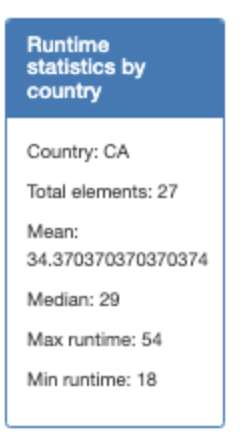 Runtime
statistics by
country
Country: CA
Total elements: 27
Mean:
34.370370370370374
Median: 29
Max runtime: 54
Min runtime: 18